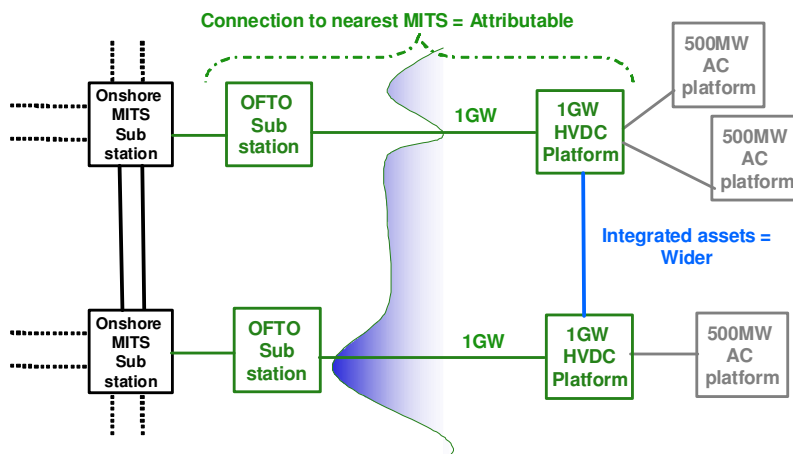 Connection to nearest MITS = Attributable
Onshore
MITS
Sub
station
OFTO
Sub
station
1GW
1GW
HVDC
Platform
500MW
AC
platform
500MW
AC
platform
Integrated assets =
Wider
Onshore
MITS
Sub
station
OFTO
Sub
station
1GW
1GW
HVDC
Platform
500MW
AC
platform